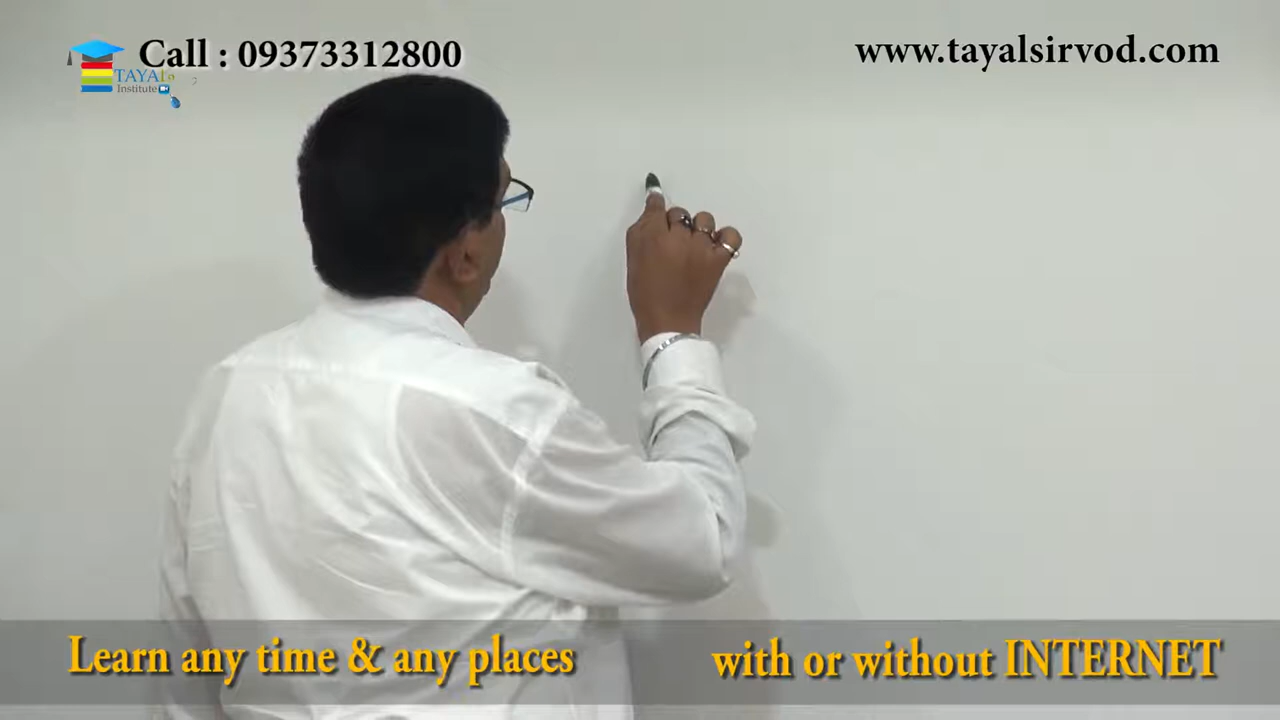 Call : 09373312800
www.tayalsirvod.com
TAYAL
Institute
Learn any time & any places
with or without INTERNET